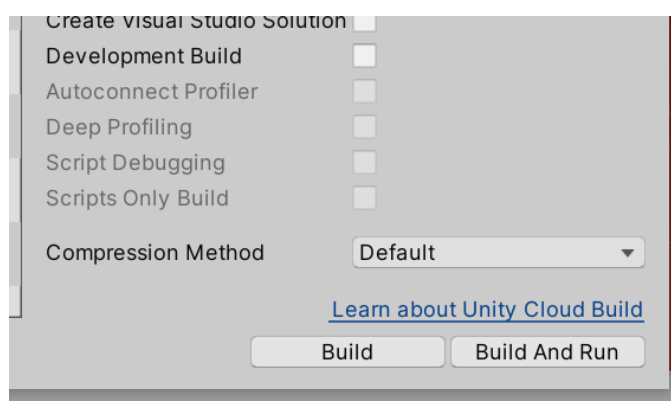 Create Visual Studio Solution
Development Build
Autoconnect Profiler
Deep Profiling
Script Debugging
Scripts Only Build
Compression Method Default
Learn about Unity Cloud Build
Build Build And Run